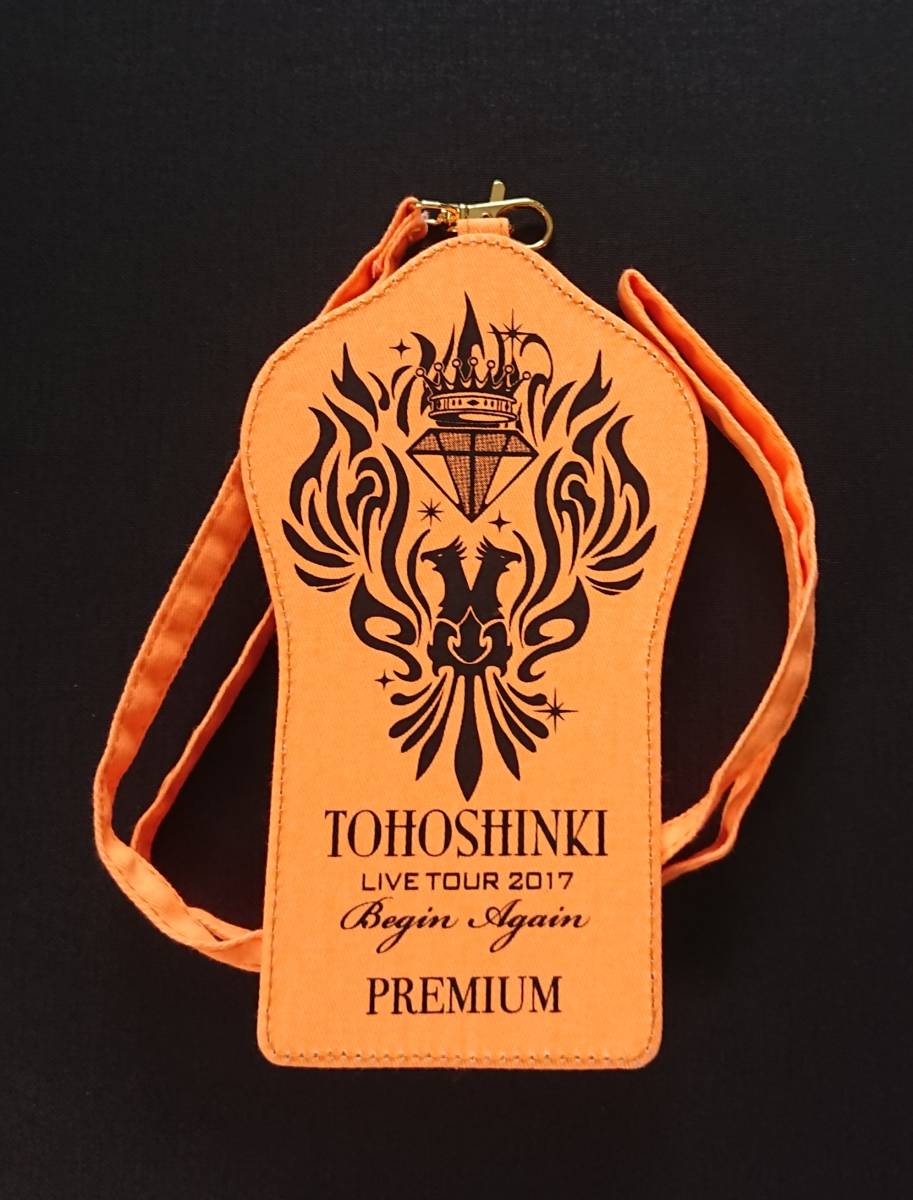 TOHOSHINKI
LIVE TOUR 2017
Begin Again
PREMIUM